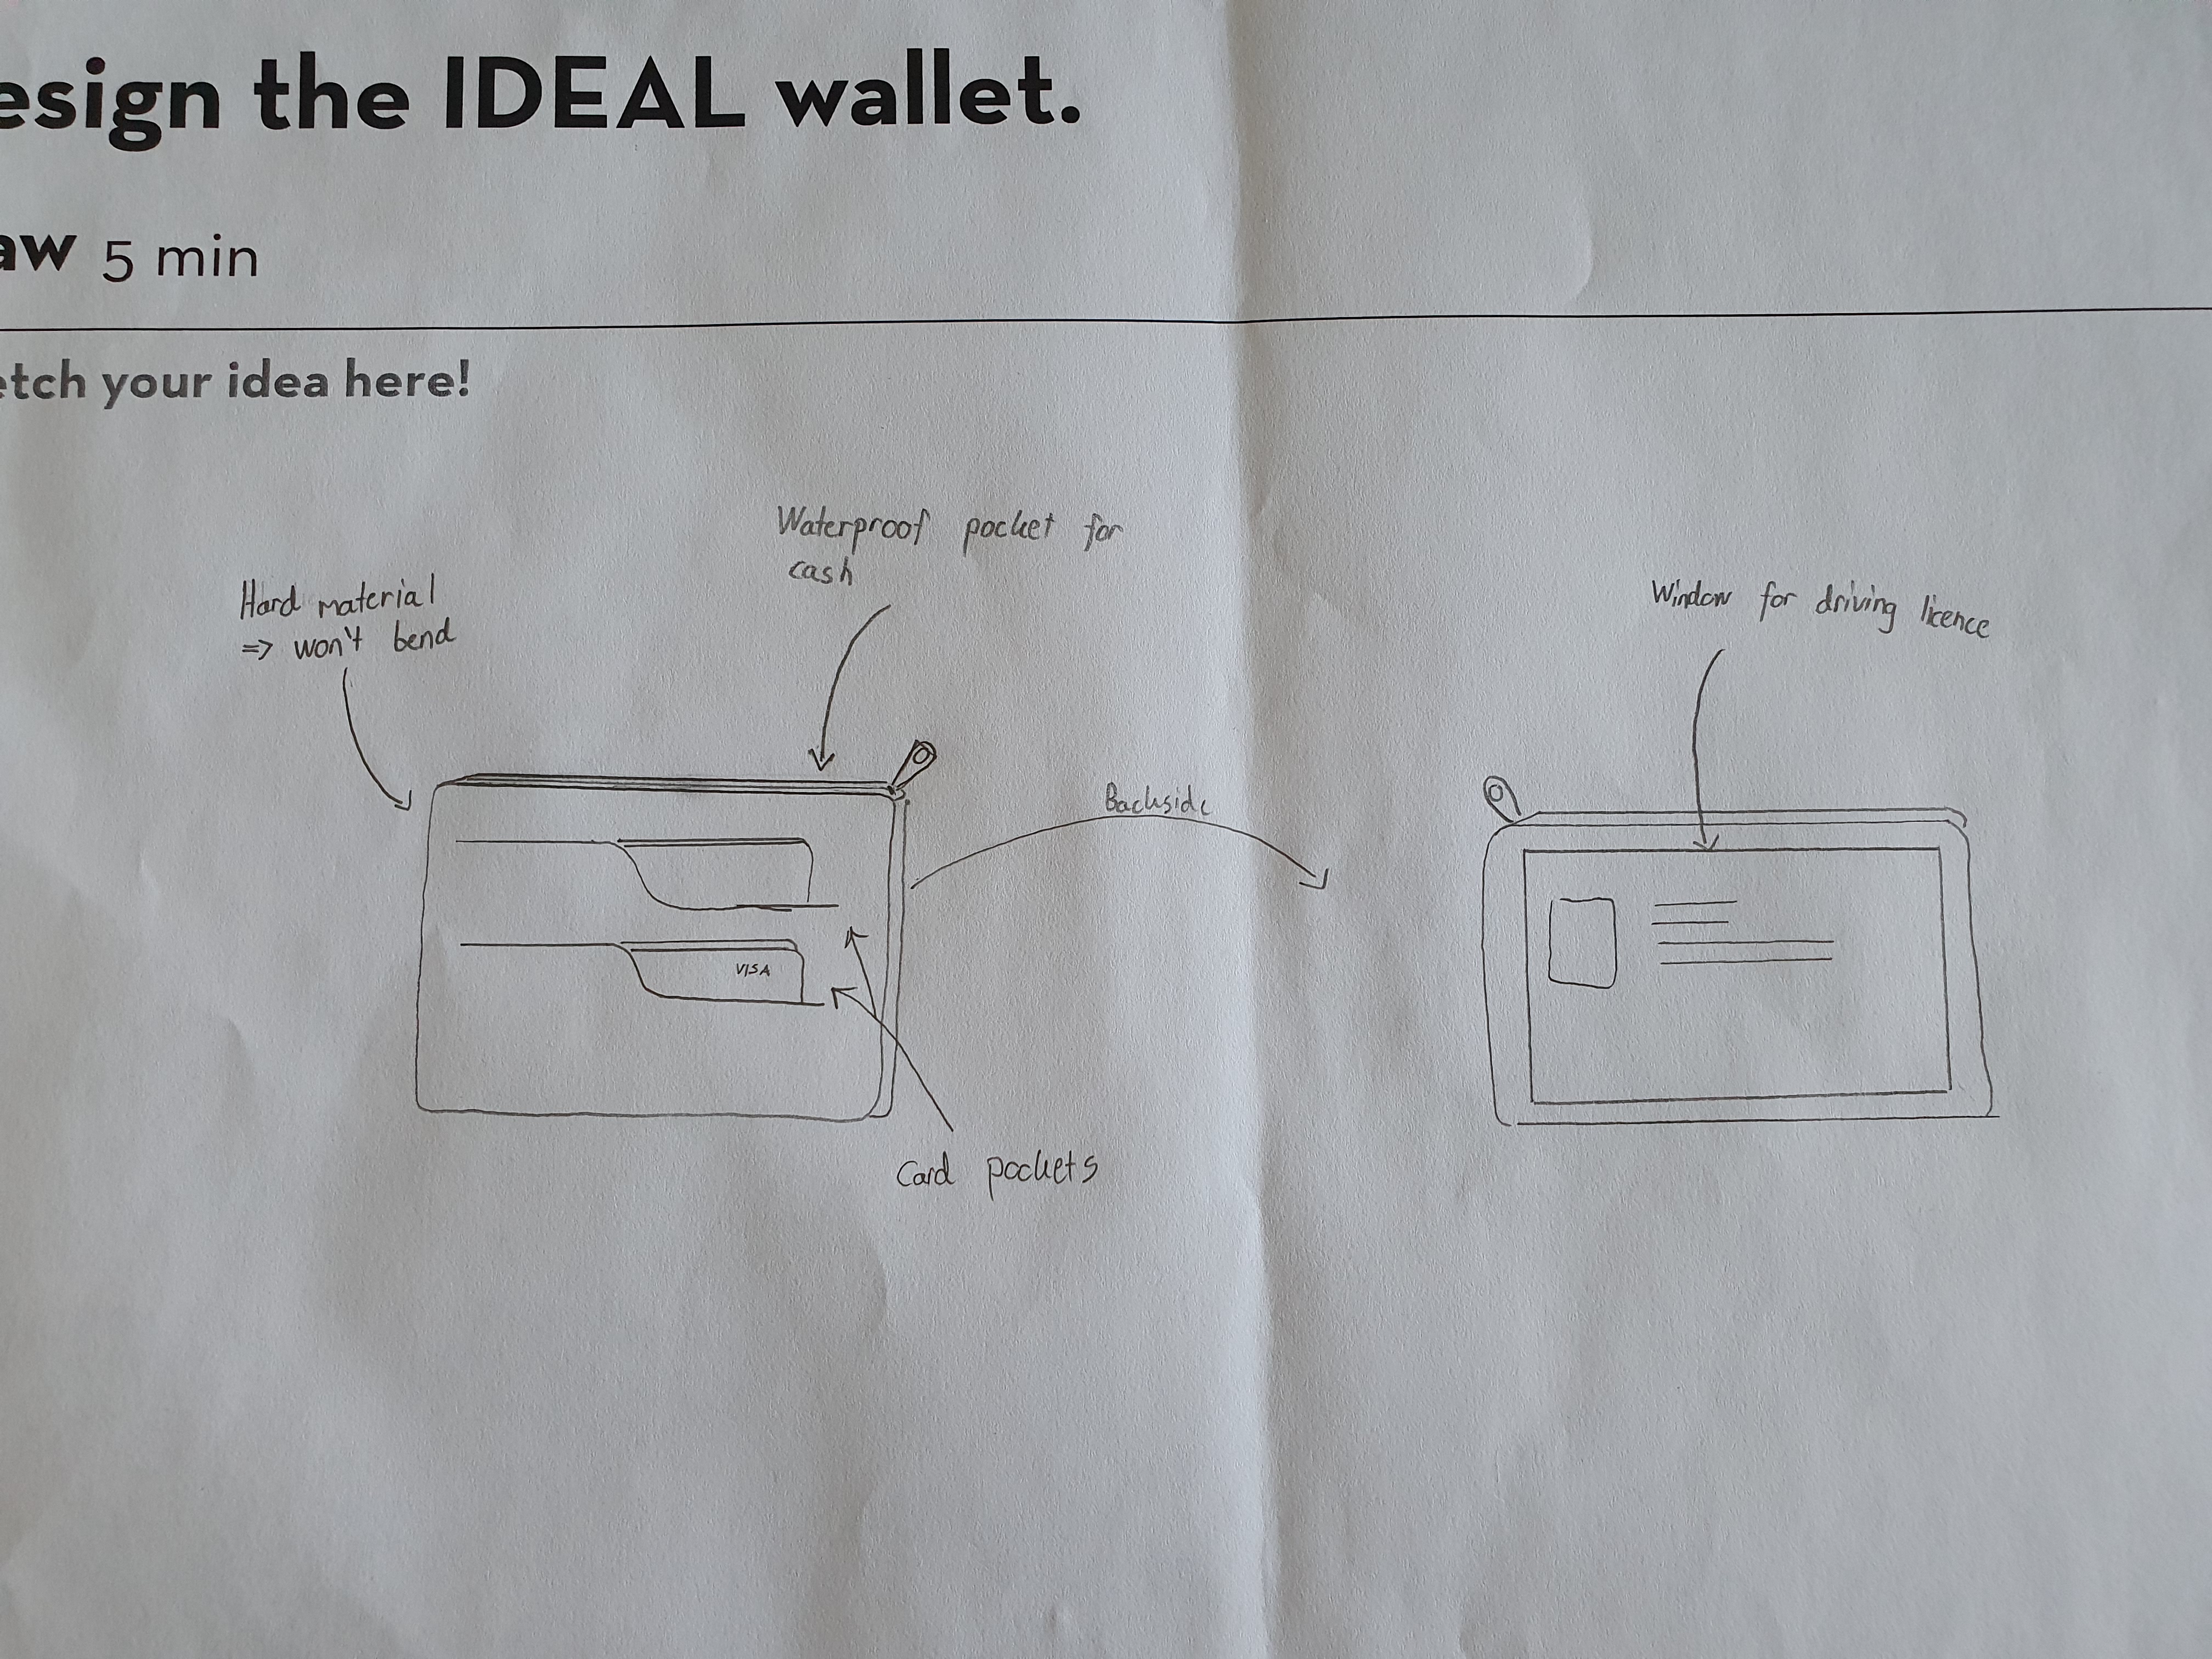 esign the IDEAL wallet.
aw 5 min
etch your idea here!
Waterproof pocket for
cash
Hard material
=> won't bend
Window for driving licence
Backside
VISA
Card pockets